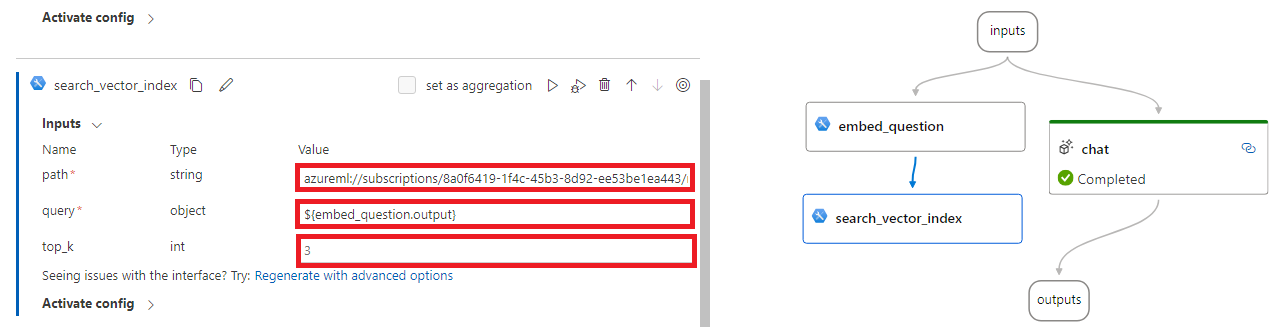 Activate config
search_vector_index
set as aggregation
Inputs
Name Type Value
path* string azureml://subscriptions/8a0f6419-1f4c-45b3-8d92-ee53be1ea443/
query* object ${embed_question.output}
top_k int 3
Seeing issues with the interface? Try: Regenerate with advanced options
Activate config
inputs
embed_question
chat
Completed
search_vector_index
outputs